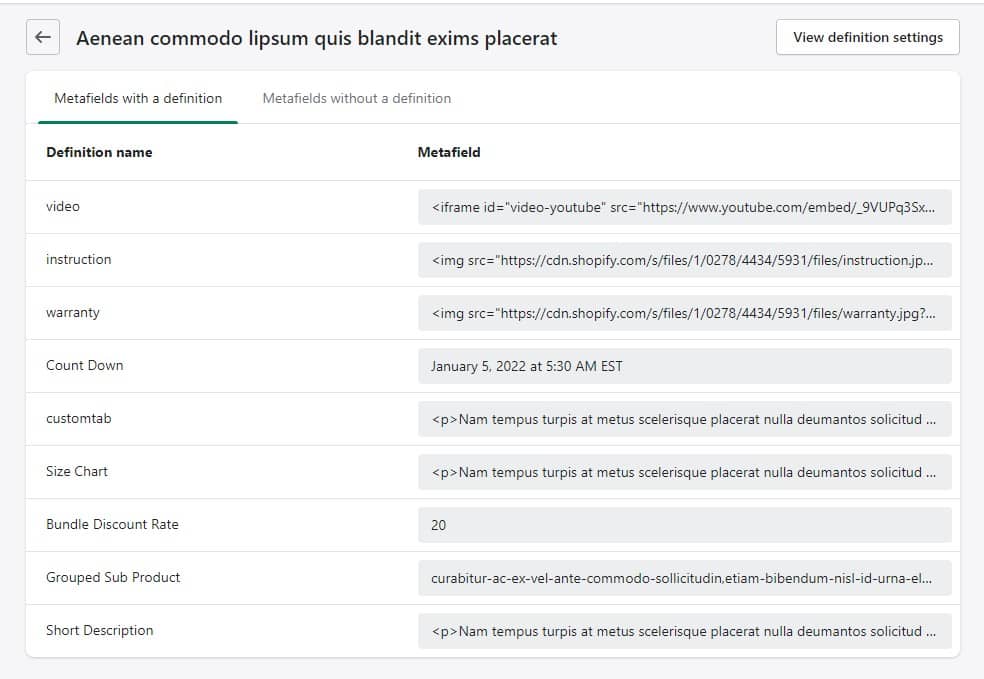 Aenean commodo lipsum quis blandit exims placerat
View definition settings
Metafields with a definition
Metafields without a definition
Definition name
Metafield
video
<iframe id="video-youtube" src="https://www.youtube.com/embed/_9VUPq3Sx...
instruction
<img src="https://cdn.shopify.com/s/files/1/0278/4434/5931/files/instruction.jp...
warranty
<img src="https://cdn.shopify.com/s/files/1/0278/4434/5931/files/warranty.jpg?...
Count Down
January 5, 2022 at 5:30 AM EST
customtab
<p>Nam tempus turpis at metus scelerisque placerat nulla deumantos solicitud ...
Size Chart
<p>Nam tempus turpis at metus scelerisque placerat nulla deumantos solicitud ...
Bundle Discount Rate
20
Grouped Sub Product
curabitur-ac-ex-vel-ante-commodo-sollicitudin,etiam-bibendum-nisl-id-urna-el...
Short Description
<p>Nam tempus turpis at metus scelerisque placerat nulla deumantos solicitud ...